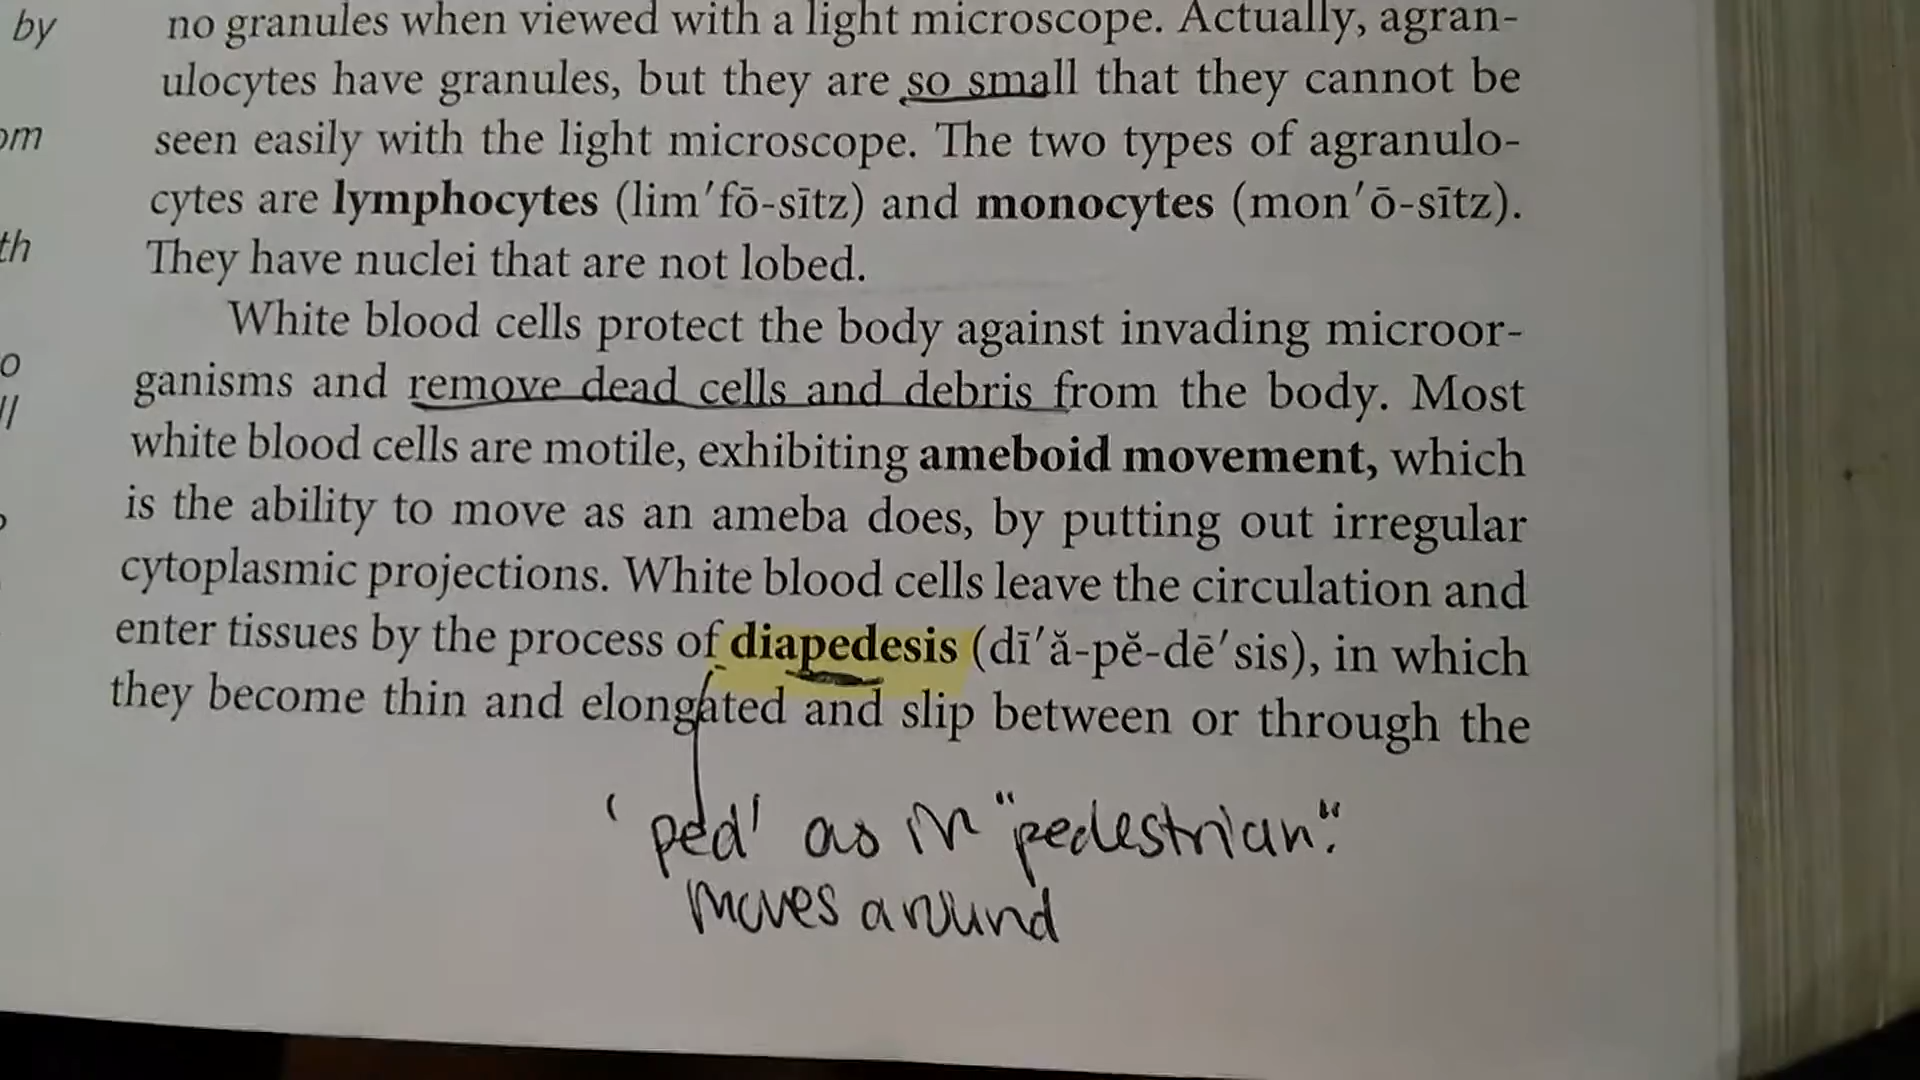 by
om
th
o
ll
no granules when viewed with a light microscope. Actually, agran-
ulocytes have granules, but they are so small that they cannot be
seen easily with the light microscope. The two types of agranulo-
cytes are lymphocytes (lim′fō-sītz) and monocytes (mon′ō-sītz).
They have nuclei that are not lobed.
White blood cells protect the body against invading microor-
ganisms and remove dead cells and debris from the body. Most
white blood cells are motile, exhibiting ameboid movement, which
is the ability to move as an ameba does, by putting out irregular
cytoplasmic projections. White blood cells leave the circulation and
enter tissues by the process of diapedesis (dī′ă-pĕ-dē′sis), in which
they become thin and elongated and slip between or through the
'ped' as in "pedestrian".
moves around